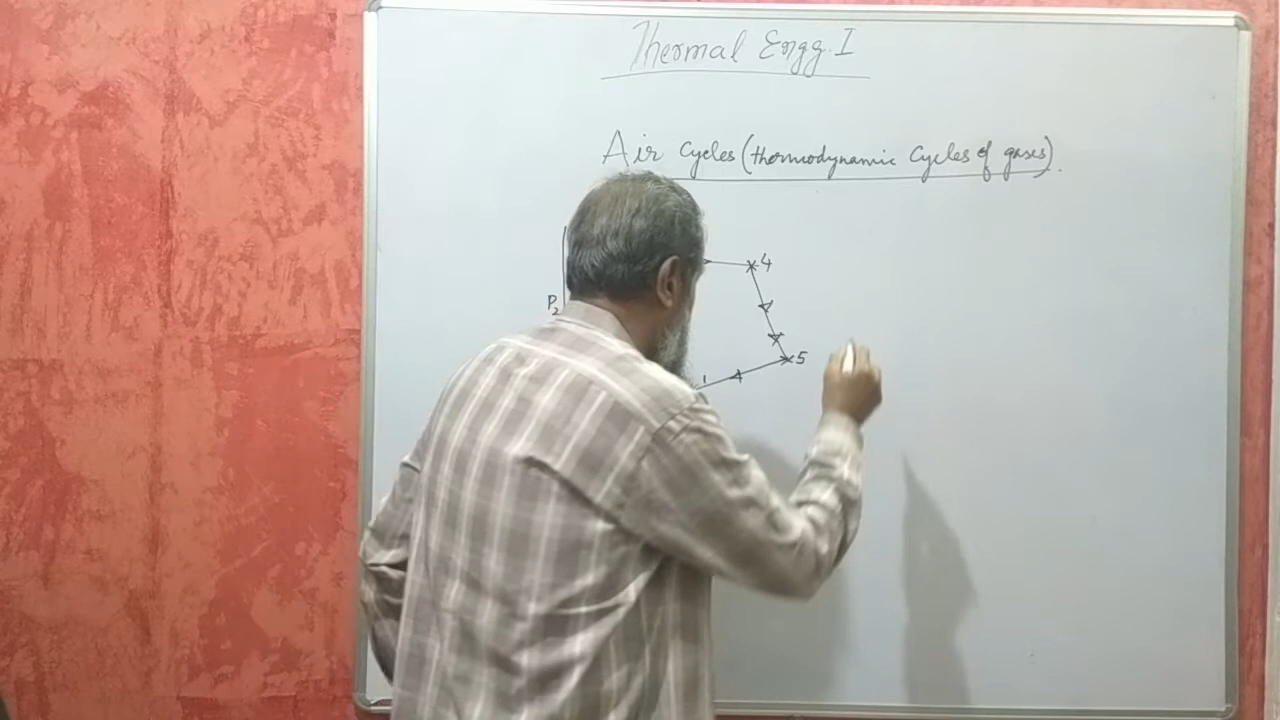 Thermal Engg. I
Air Cycles (thermodynamic Cycles of gases).
4
P2
5
1